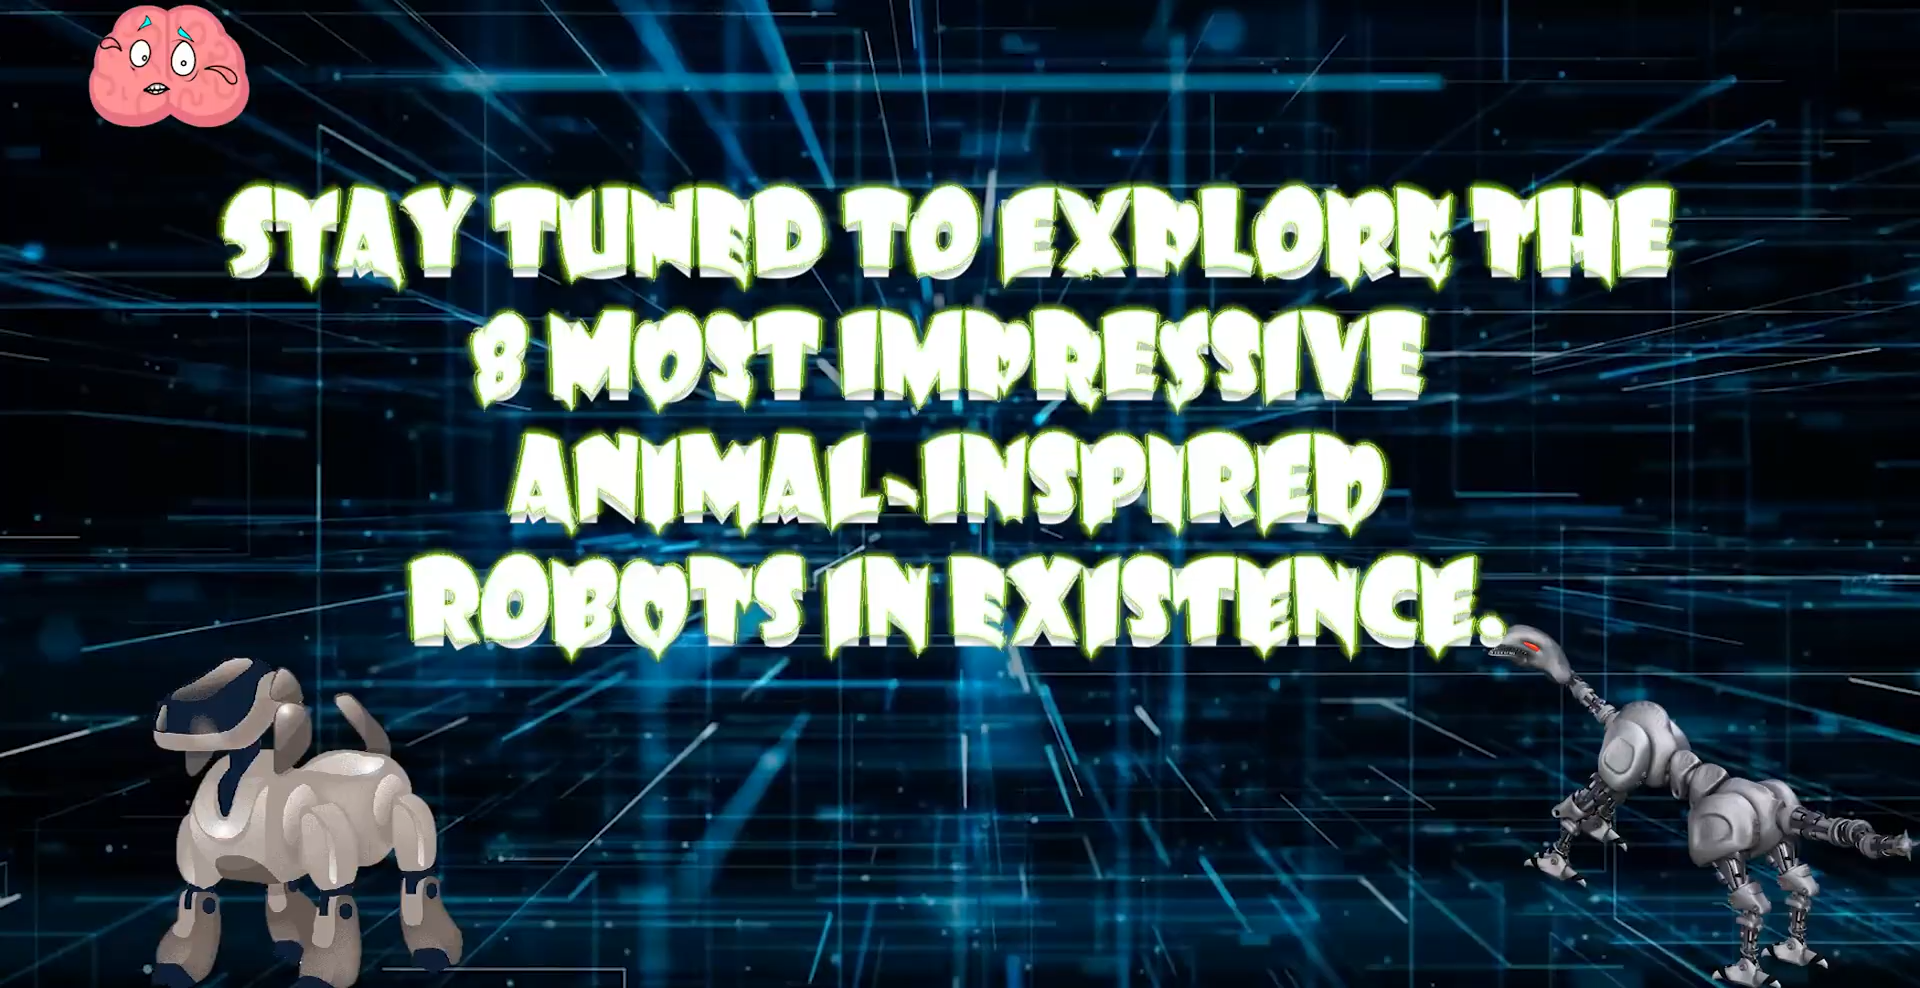 STAY TUNED TO EXPLORE THE
8 MOST IMPRESSIVE
ANIMAL-INSPIRED
ROBOTS IN EXISTENCE.